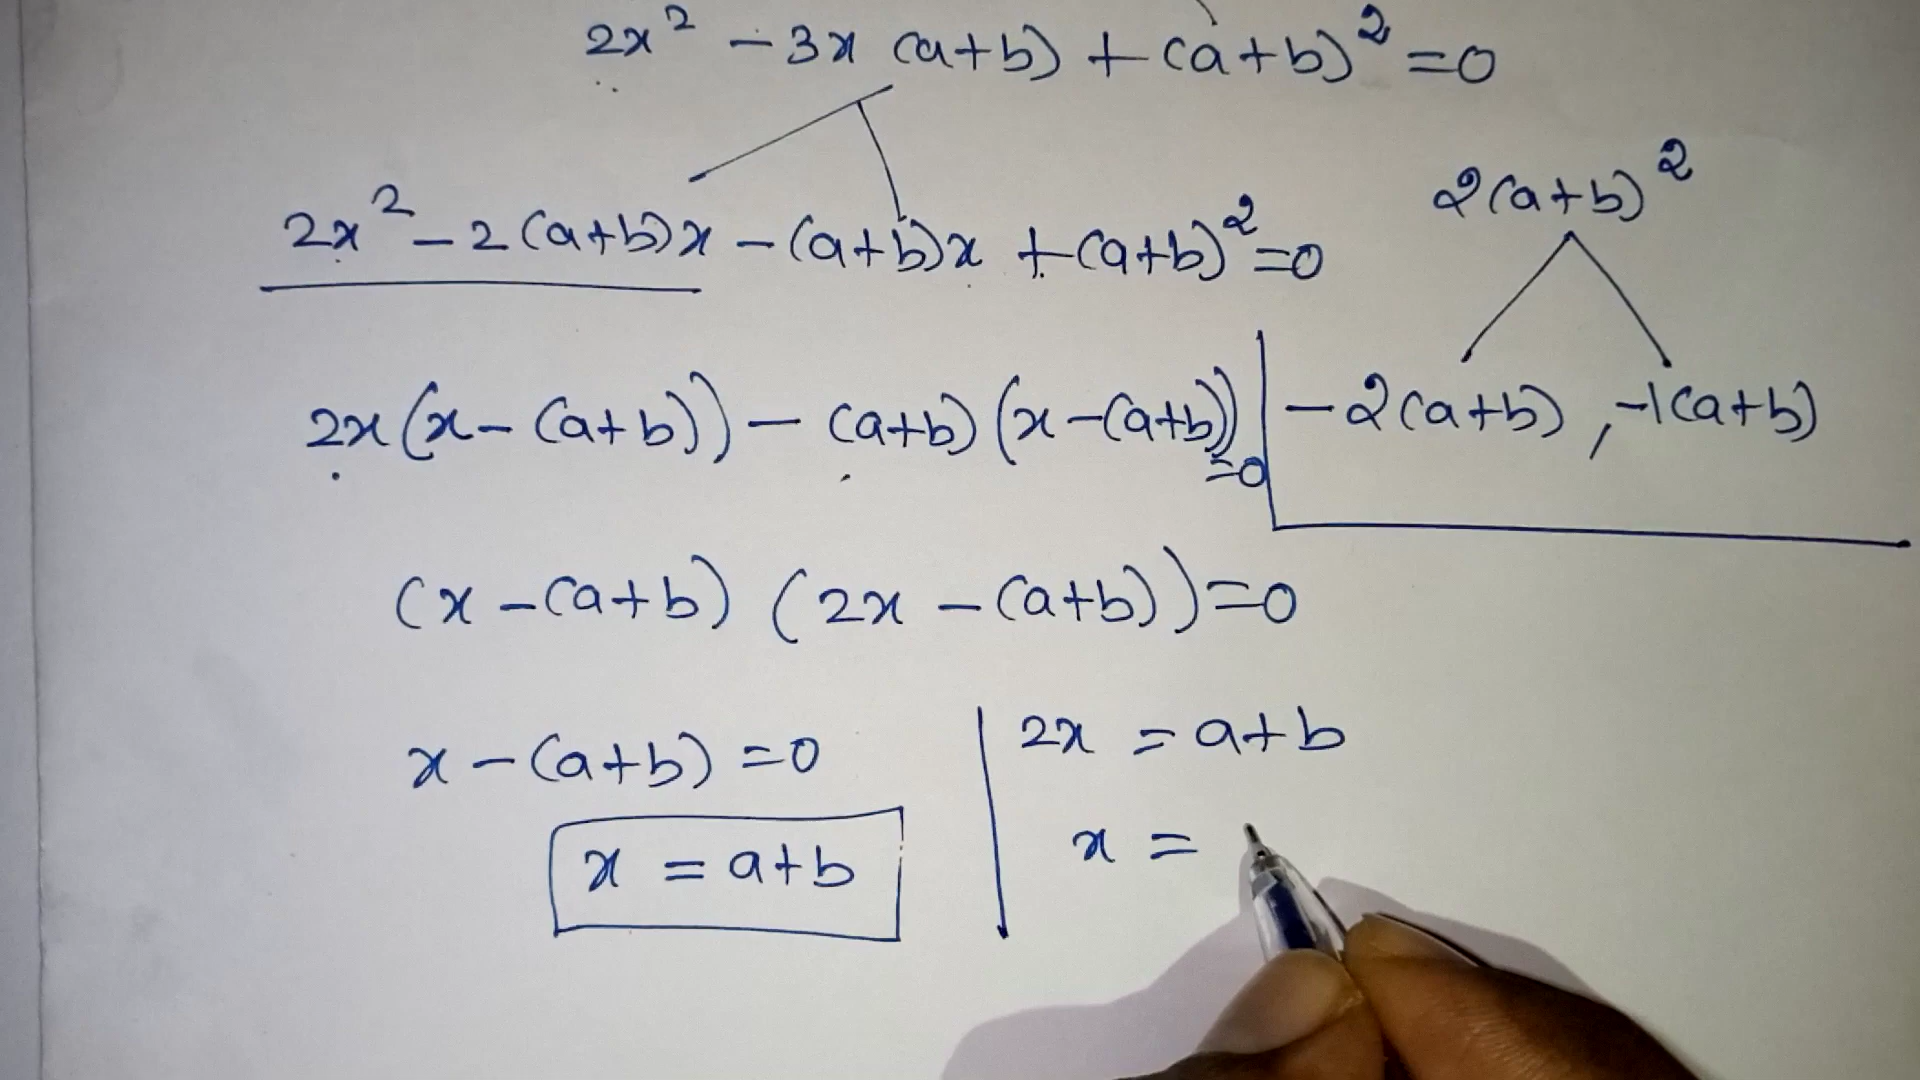 2x² - 3x (a+b) + (a+b)² = 0
2x² - 2(a+b)x - (a+b)x + (a+b)² = 0
2(a+b)²
2x(x-(a+b)) - (a+b)(x-(a+b)) = 0
-2(a+b), -1(a+b)
(x-(a+b) (2x - (a+b)) = 0
x - (a+b) = 0
2x = a+b
x = a+b
x =